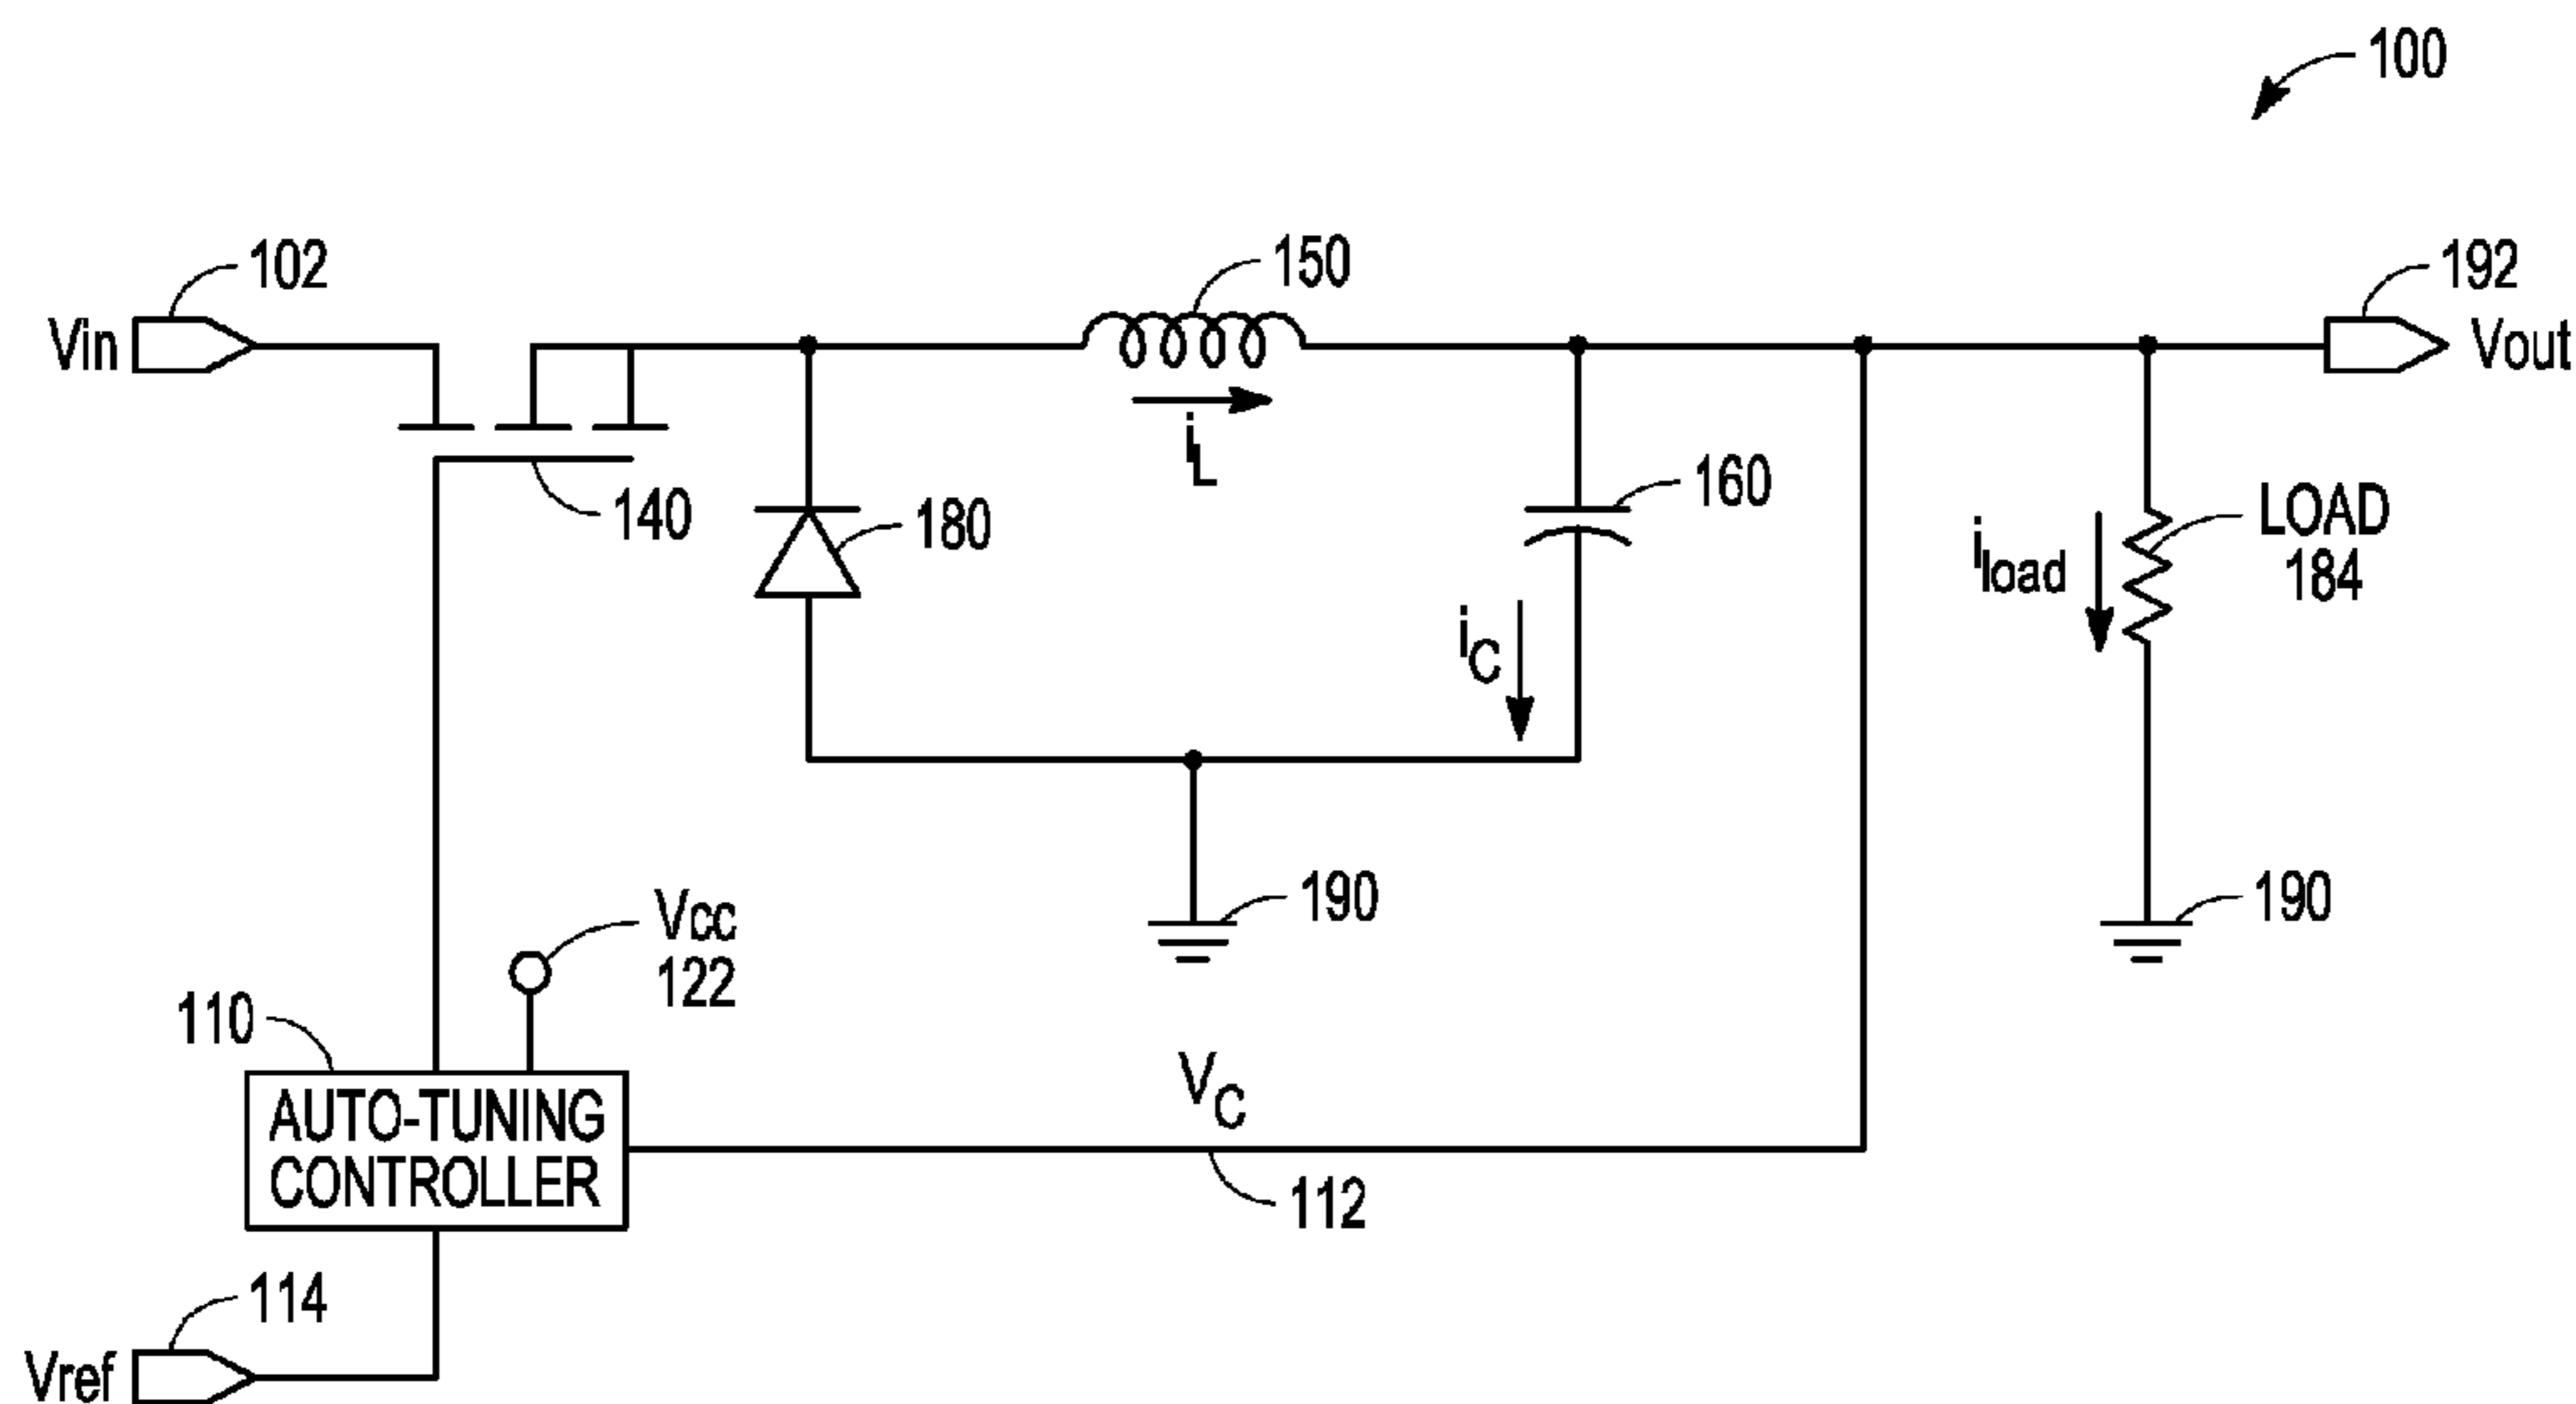 100
102
150
192
Vin
Vout
iL
140
180
160
iload
LOAD
184
iC
190
190
Vcc
122
110
AUTO-TUNING
CONTROLLER
VC
112
114
Vref